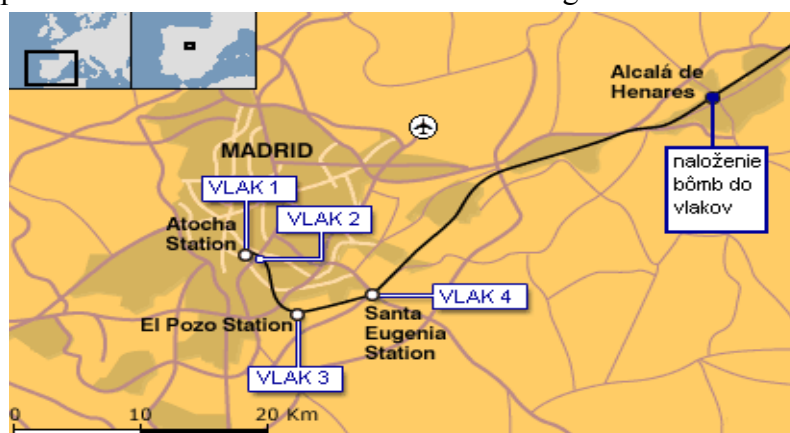 Alcalá de
Henares
MADRID
naloženie
bômb do
vlakov
VLAK 1
VLAK 2
Atocha
Station
VLAK 4
El Pozo Station
Santa
Eugenia
Station
VLAK 3
0 10 20 Km